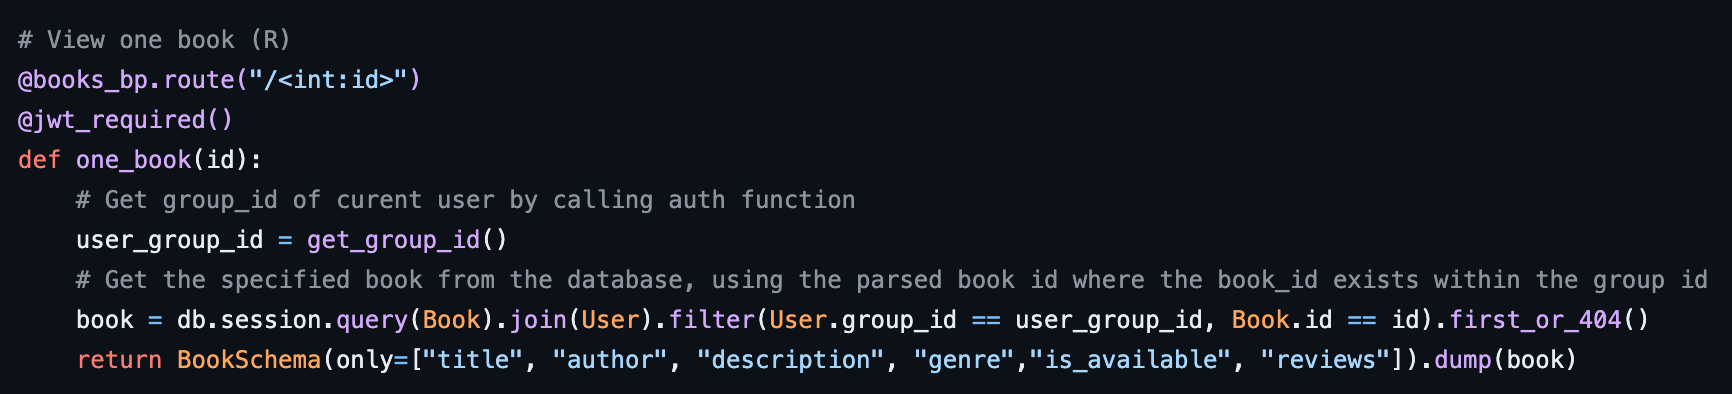 # View one book (R)
@books_bp.route("/<int:id>")
@jwt_required()
def one_book(id):
    # Get group_id of curent user by calling auth function
    user_group_id = get_group_id()
    # Get the specified book from the database, using the parsed book id where the book_id exists within the group id
    book = db.session.query(Book).join(User).filter(User.group_id == user_group_id, Book.id == id).first_or_404()
    return BookSchema(only=["title", "author", "description", "genre","is_available", "reviews"]).dump(book)